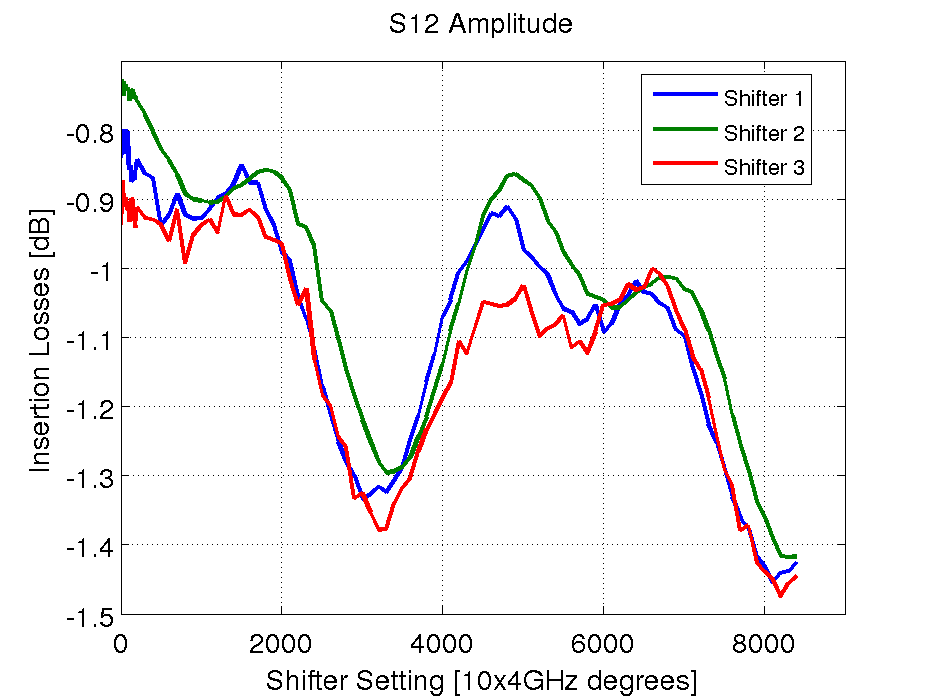 S12 Amplitude
Shifter 1
Shifter 2
Shifter 3
-0.8
-0.9
-1
-1.1
-1.2
-1.3
-1.4
-1.5
Insertion Losses [dB]
0 2000 4000 6000 8000
Shifter Setting [10x4GHz degrees]